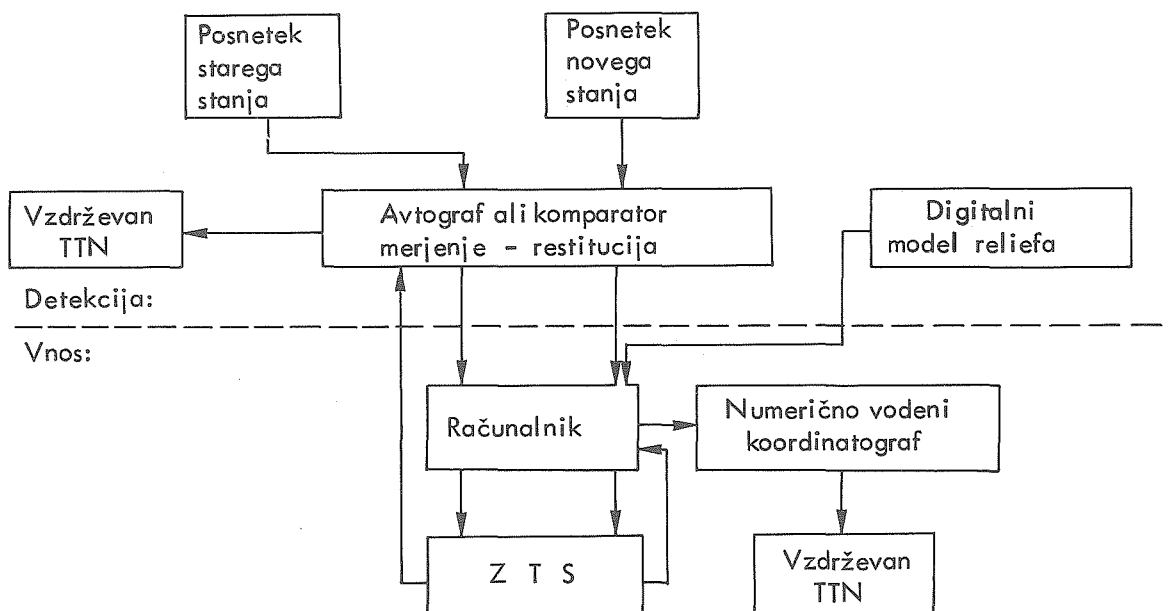 Posnetek
starega
stanja
Posnetek
novega
stanja
Vzdrževan
TTN
Avtograf ali komparator
merjenje - restitucija
Digitalni
model reliefa
Detekcija:
Vnos:
Računalnik
Numerično vodeni
koordinatograf
Z T S
Vzdrževan
TTN